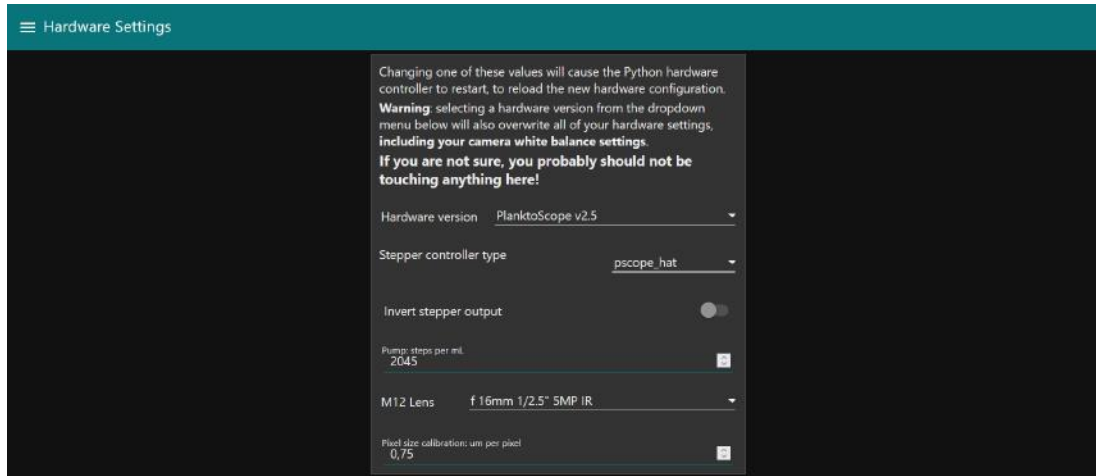 Hardware Settings
Changing one of these values will cause the Python hardware
controller to restart, to reload the new hardware configuration.
Warning: selecting a hardware version from the dropdown
menu below will also overwrite all of your hardware settings,
including your camera white balance settings.
If you are not sure, you probably should not be
touching anything here!
Hardware version PlanktoScope v2.5
Stepper controller type pscope_hat
Invert stepper output
Pump: steps per mL
2045
M12 Lens f 16mm 1/2.5" 5MP IR
Pixel size calibration: um per pixel
0,75